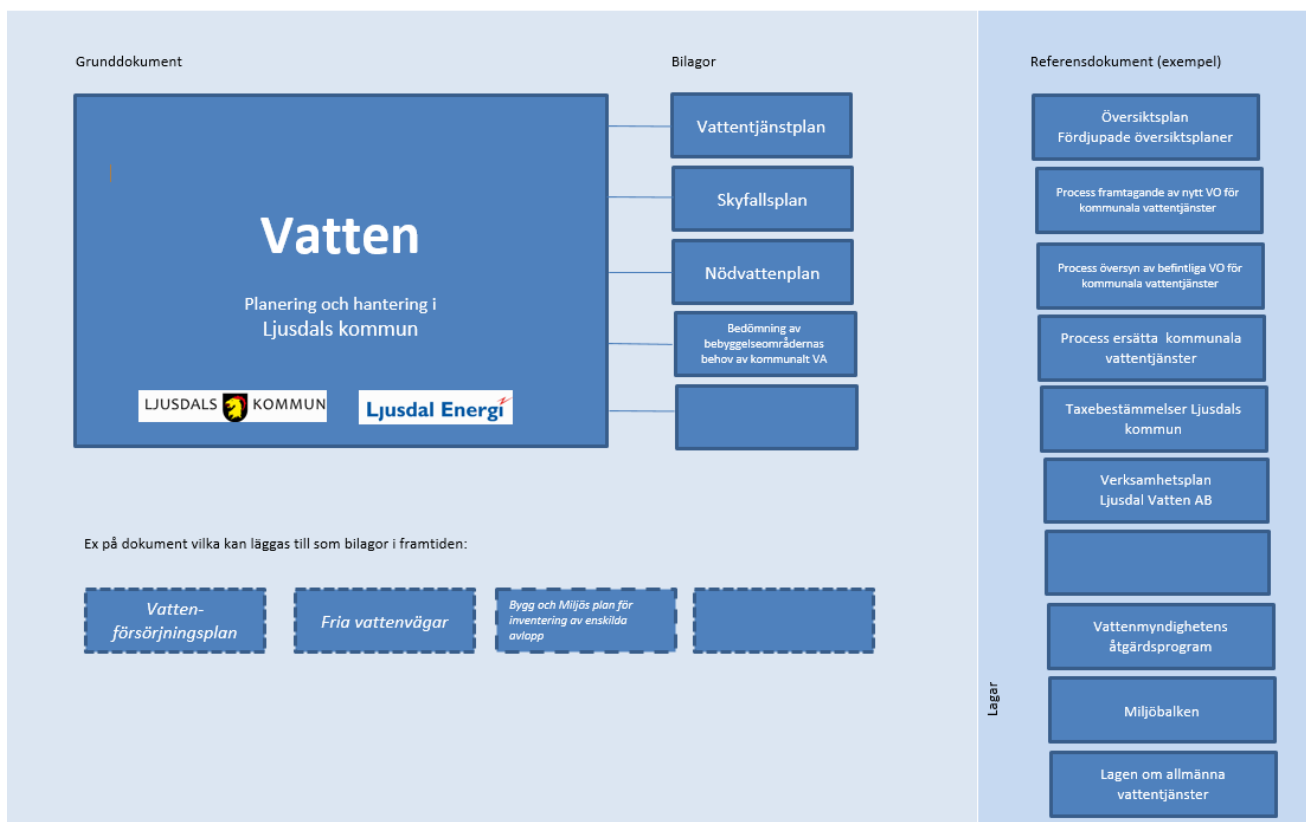 Grunddokument
Vatten
Planering och hantering i
Ljusdals kommun
LJUSDALS KOMMUN
Ljusdal Energi
Bilagor
Vattentjänstplan
Skyfallsplan
Nödvattenplan
Bedömning av
bebyggelseområdernas
behov av kommunalt VA
Ex på dokument vilka kan läggas till som bilagor i framtiden:
Vatten-
försörjningsplan
Fria vattenvägar
Bygg och Miljös plan för
inventering av enskilda
avlopp
Referensdokument (exempel)
Översiktsplan
Fördjupade översiktsplaner
Process framtagande av nytt VO för
kommunala vattentjänster
Process översyn av befintliga VO för
kommunala vattentjänster
Process ersätta kommunala
vattentjänster
Taxebestämmelser Ljusdals
kommun
Verksamhetsplan
Ljusdal Vatten AB
Lagar
Vattenmyndighetens
åtgärdsprogram
Miljöbalken
Lagen om allmänna
vattentjänster